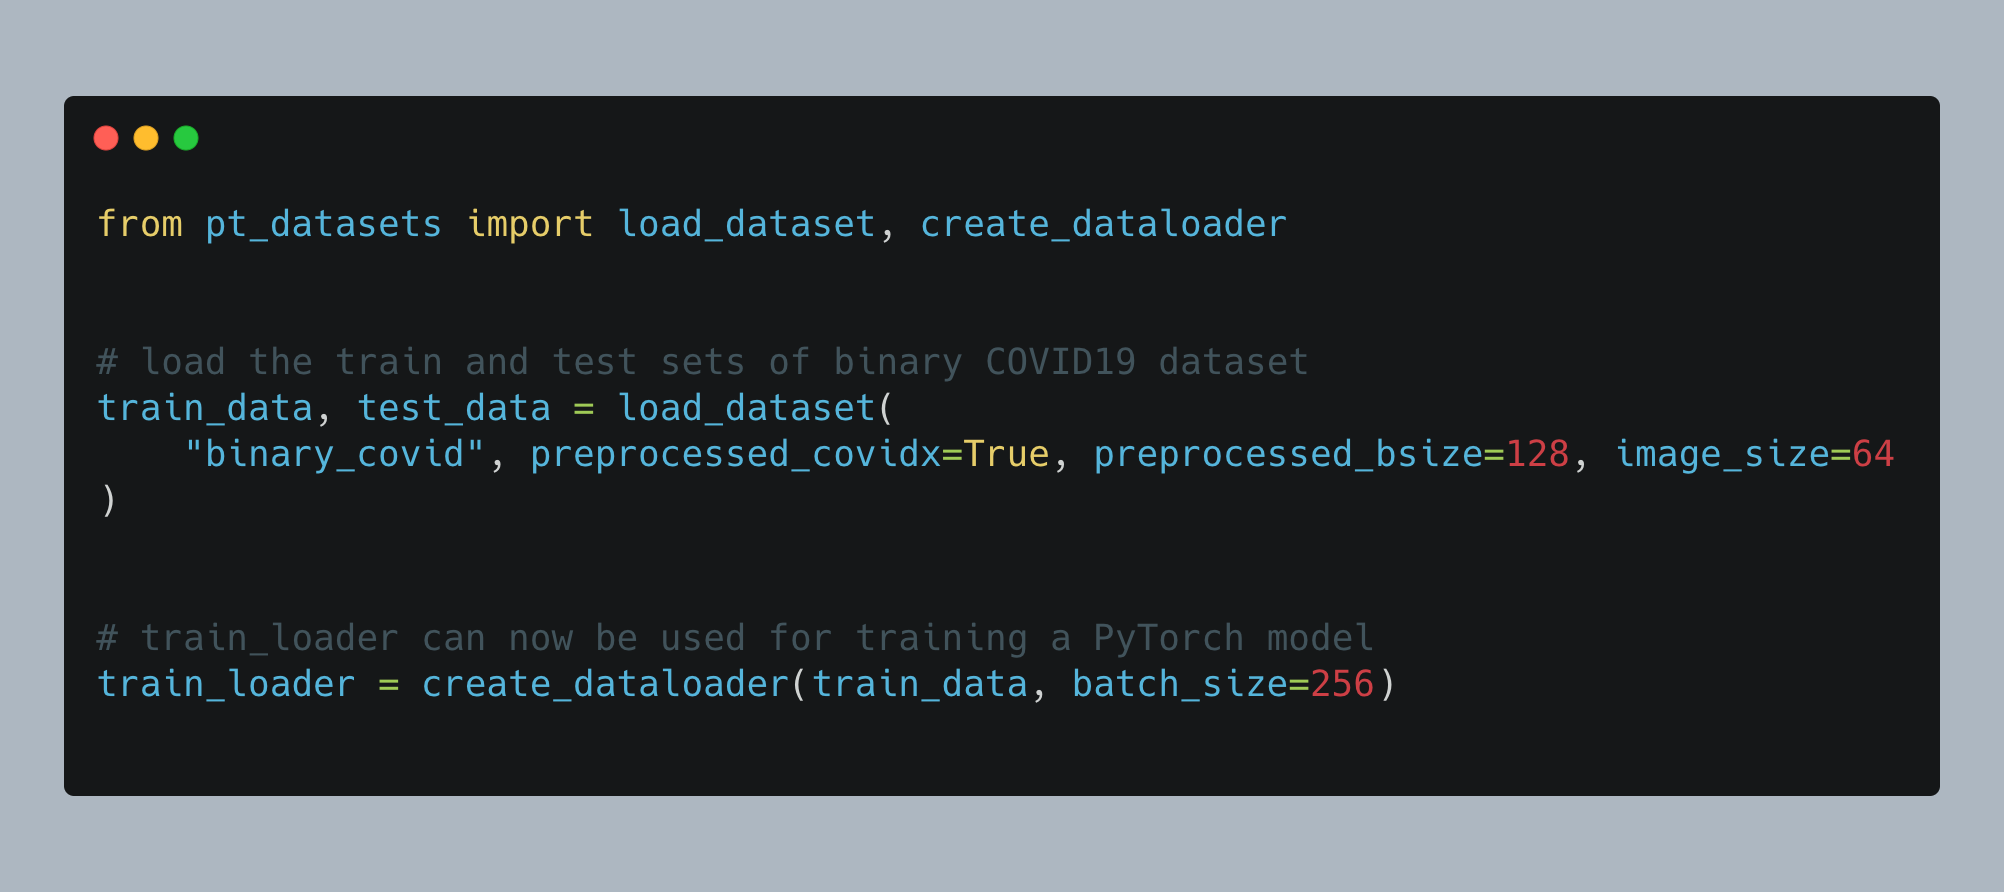 from pt_datasets import load_dataset, create_dataloader
# load the train and test sets of binary COVID19 dataset
train_data, test_data = load_dataset(
    "binary_covid", preprocessed_covidx=True, preprocessed_bsize=128, image_size=64
)
# train_loader can now be used for training a PyTorch model
train_loader = create_dataloader(train_data, batch_size=256)